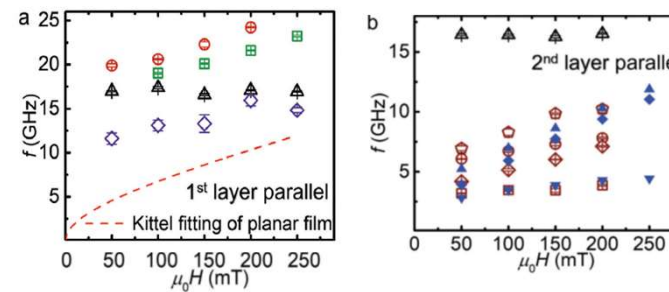 a
25
20
15
10
5
f (GHz)
1st layer parallel
Kittel fitting of planar film
0 50 100 150 200 250
μ0H (mT)
b
15
10
5
f (GHz)
2nd layer paralle
0 50 100 150 200 250
μ0H (mT)